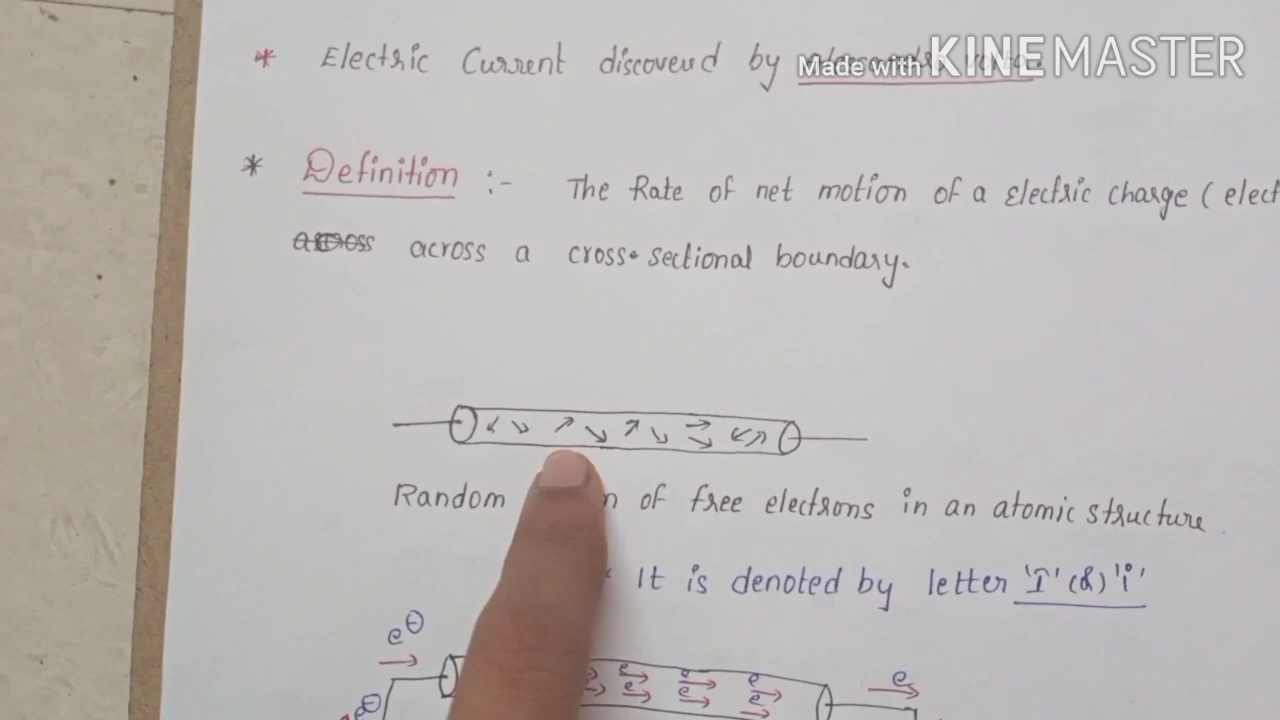 * Electric Current discovered by
Made with KINEMASTER
* Definition :- The Rate of net motion of a Electric charge ( elect
across a cross-sectional boundary.
Random of free electrons in an atomic structure.
It is denoted by letter 'I' (or) 'i'
e⊖
e e e
e e e e
⊖